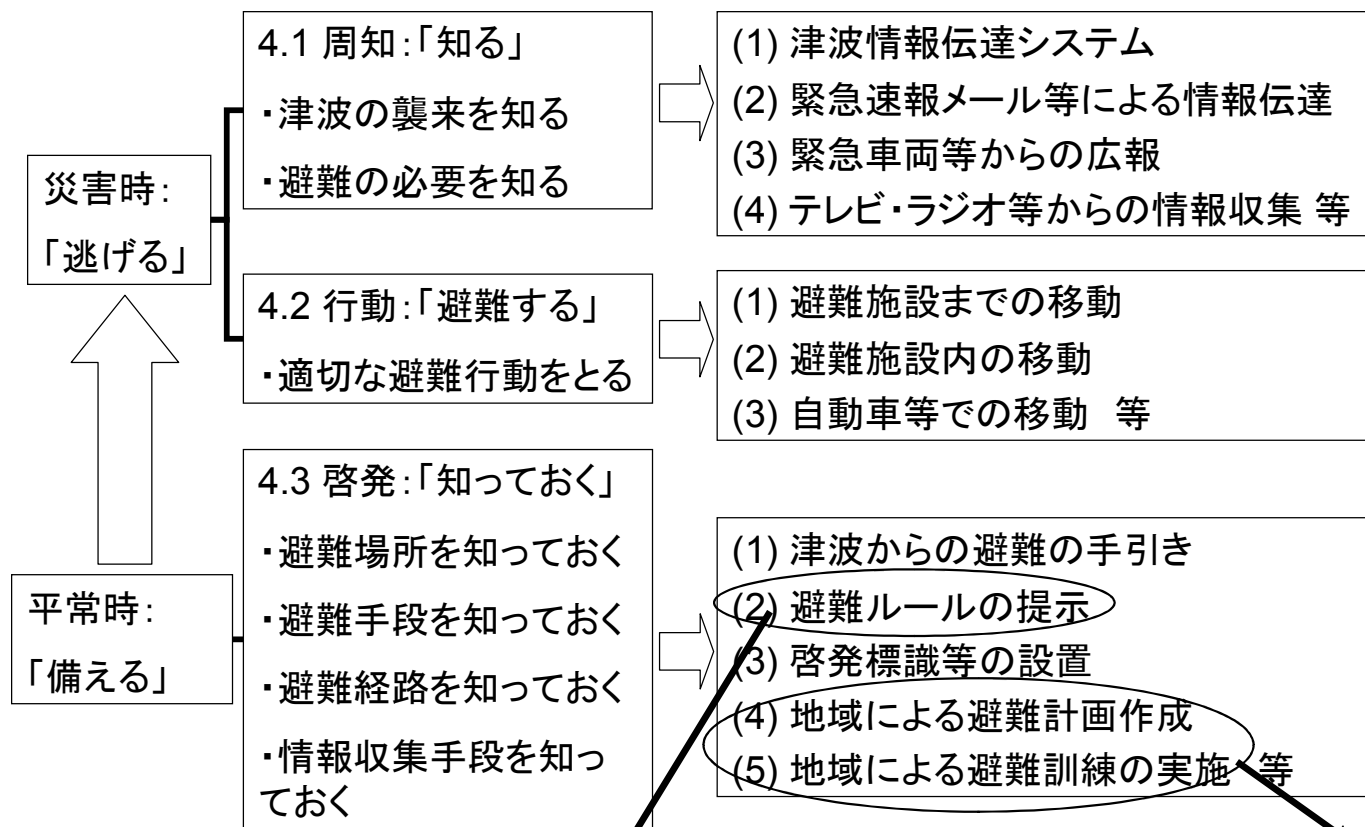 災害時：
「逃げる」
4.1 周知：「知る」
・津波の襲来を知る
・避難の必要を知る
(1) 津波情報伝達システム
(2) 緊急速報メール等による情報伝達
(3) 緊急車両等からの広報
(4) テレビ・ラジオ等からの情報収集 等
4.2 行動：「避難する」
・適切な避難行動をとる
(1) 避難施設までの移動
(2) 避難施設内の移動
(3) 自動車等での移動　等
平常時：
「備える」
4.3 啓発：「知っておく」
・避難場所を知っておく
・避難手段を知っておく
・避難経路を知っておく
・情報収集手段を知っ
ておく
(1) 津波からの避難の手引き
(2) 避難ルールの提示
(3) 啓発標識等の設置
(4) 地域による避難計画作成
(5) 地域による避難訓練の実施　等